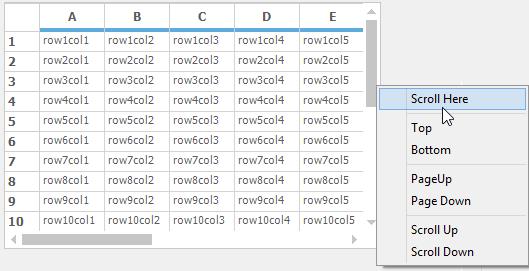 A B C D E
1 row1col1 row1col2 row1col3 row1col4 row1col5
2 row2col1 row2col2 row2col3 row2col4 row2col5
3 row3col1 row3col2 row3col3 row3col4 row3col5
4 row4col1 row4col2 row4col3 row4col4 row4col5
5 row5col1 row5col2 row5col3 row5col4 row5col5
6 row6col1 row6col2 row6col3 row6col4 row6col5
7 row7col1 row7col2 row7col3 row7col4 row7col5
8 row8col1 row8col2 row8col3 row8col4 row8col5
9 row9col1 row9col2 row9col3 row9col4 row9col5
10 row10col1 row10col2 row10col3 row10col4 row10col5
Scroll Here
Top
Bottom
PageUp
Page Down
Scroll Up
Scroll Down